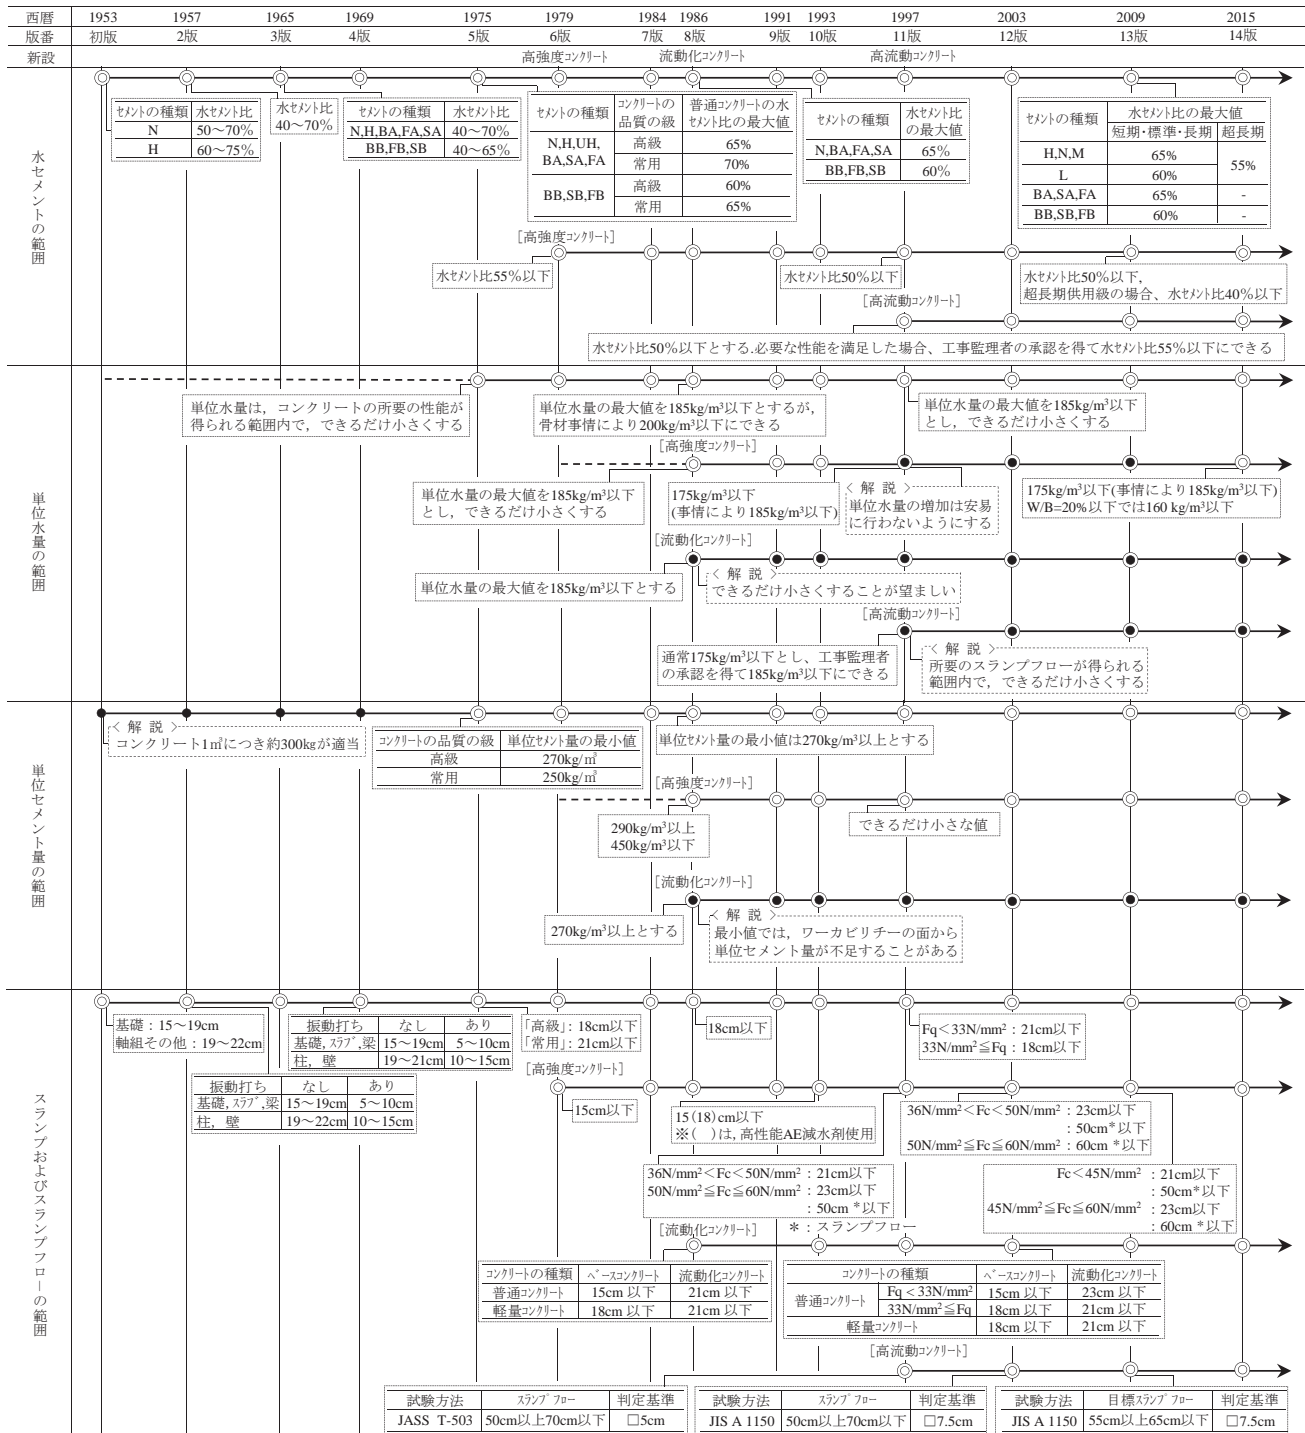 西暦 1953 1957 1965 1969 1975 1979 1984 1986 1991 1993 1997 2003 2009 2015
版番 初版 2版 3版 4版 5版 6版 7版 8版 9版 10版 11版 12版 13版 14版
新設 高強度コンクリート 流動化コンクリート 高流動コンクリート
水セメントの範囲
セメントの種類 水セメント比
N 50～70%
H 60～75%
水セメント比
40～70%
セメントの種類 水セメント比
N,H,BA,FA,SA 40～70%
BB,FB,SB 40～65%
セメントの種類 コンクリートの品質の級 普通コンクリートの水セメント比の最大値
N,H,UH,BA,SA,FA 高級 65%
常用 70%
BB,SB,FB 高級 60%
常用 65%
セメントの種類 水セメント比の最大値
N,BA,FA,SA 65%
BB,FB,SB 60%
セメントの種類 水セメント比の最大値
短期・標準・長期 超長期
H,N,M 65% 55%
L 60%
BA,SA,FA 65% -
BB,SB,FB 60% -
［高強度コンクリート］
水セメント比55%以下
水セメント比50%以下
水セメント比50%以下,
超長期供用級の場合、水セメント比40%以下
［高流動コンクリート］
水セメント比50%以下とする.必要な性能を満足した場合、工事監理者の承認を得て水セメント比55%以下にできる
単位水量の範囲
単位水量は，コンクリートの所要の性能が
得られる範囲内で，できるだけ小さくする
単位水量の最大値を185kg/m³以下とするが，
骨材事情により200kg/m³以下にできる
単位水量の最大値を185kg/m³以下
とし，できるだけ小さくする
［高強度コンクリート］
単位水量の最大値を185kg/m³以下
とし，できるだけ小さくする
175kg/m³以下
(事情により185kg/m³以下)
〈 解 説 〉
単位水量の増加は安易
に行わないようにする
175kg/m³以下(事情により185kg/m³以下)
W/B=20%以下では160 kg/m³以下
［流動化コンクリート］
単位水量の最大値を185kg/m³以下とする
〈 解 説 〉
できるだけ小さくすることが望ましい
［高流動コンクリート］
通常175kg/m³以下とし、工事監理者
の承認を得て185kg/m³以下にできる
〈 解 説 〉
所要のスランプフローが得られる
範囲内で，できるだけ小さくする
単位セメント量の範囲
〈 解 説 〉
コンクリート1㎥につき約300㎏が適当
コンクリートの品質の級 単位セメント量の最小値
高級 270kg/㎥
常用 250kg/㎥
単位セメント量の最小値は270kg/m³以上とする
［高強度コンクリート］
290kg/m³以上
450kg/m³以下
できるだけ小さな値
［流動化コンクリート］
270kg/m³以上とする
〈 解 説 〉
最小値では，ワーカビリチーの面から
単位セメント量が不足することがある
スランプおよびスランプフローの範囲
基礎：15～19cm
軸組その他：19～22cm
振動打ち なし あり
基礎,スラブ,梁 15～19cm 5～10cm
柱，壁 19～22cm 10～15cm
振動打ち なし あり
基礎,スラブ,梁 15～19cm 5～10cm
柱，壁 19～21cm 10～15cm
「高級」：18cm以下
「常用」：21cm以下
18cm以下
Fq＜33N/mm²：21cm以下
33N/mm²≦Fq：18cm以下
［高強度コンクリート］
15cm以下
15(18)cm以下
※(　)は,高性能AE減水剤使用
36N/mm²＜Fc＜50N/mm²：21cm以下
50N/mm²≦Fc≦60N/mm²：23cm以下
：50cm *以下
＊：スランプフロー
36N/mm²＜Fc＜50N/mm²：23cm以下
：50cm*以下
50N/mm²≦Fc≦60N/mm²：60cm *以下
Fc＜45N/mm²：21cm以下
：50cm*以下
45N/mm²≦Fc≦60N/mm²：23cm以下
：60cm *以下
［流動化コンクリート］
コンクリートの種類 ベースコンクリート 流動化コンクリート
普通コンクリート 15cm 以下 21cm 以下
軽量コンクリート 18cm 以下 21cm 以下
コンクリートの種類 ベースコンクリート 流動化コンクリート
普通コンクリート Fq＜33N/mm² 15cm 以下 23cm 以下
33N/mm²≦Fq 18cm 以下 21cm 以下
軽量コンクリート 18cm 以下 21cm 以下
［高流動コンクリート］
試験方法 スランプフロー 判定基準
JASS T-503 50cm以上70cm以下 □5cm
試験方法 スランプフロー 判定基準
JIS A 1150 50cm以上70cm以下 □7.5cm
試験方法 目標スランプフロー 判定基準
JIS A 1150 55cm以上65cm以下 □7.5cm